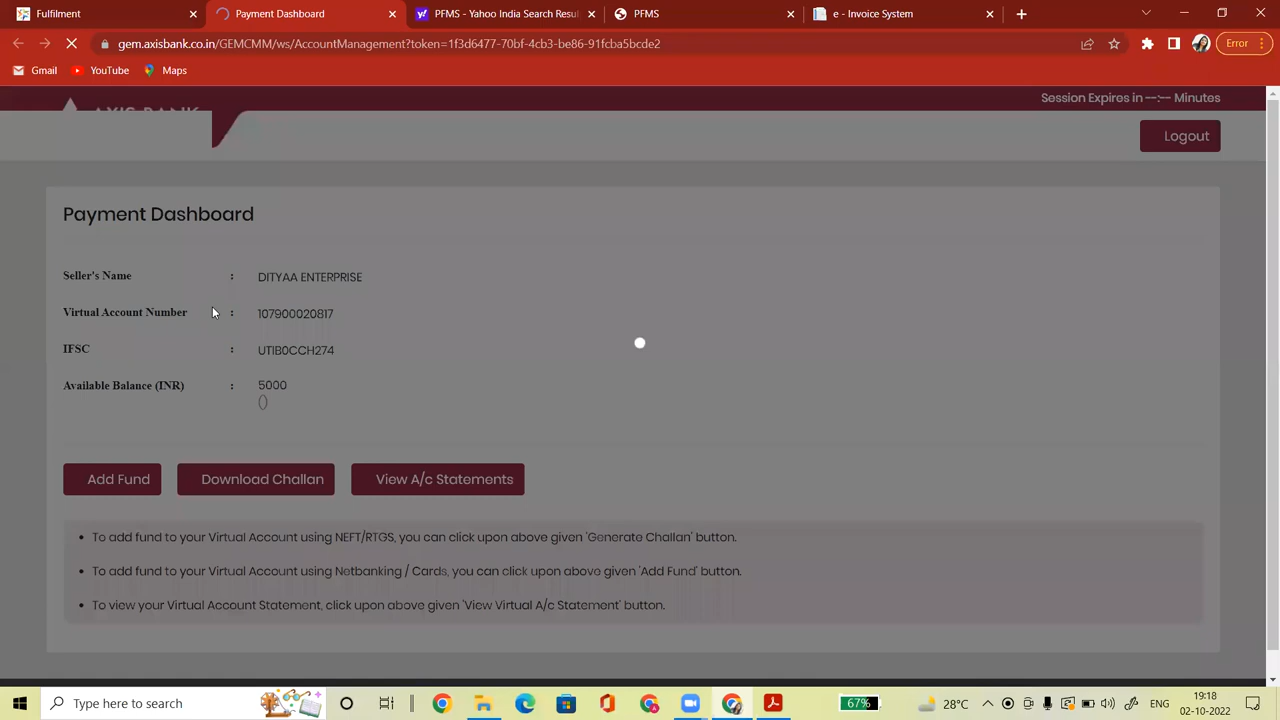 Fulfilment
Payment Dashboard
PFMS - Yahoo India Search Resul
PFMS
e - Invoice System
gem.axisbank.co.in/GEMCMM/ws/AccountManagement?token=1f3d6477-70bf-4cb3-be86-91fcba5bcde2
Error
Gmail
YouTube
Maps
AXIS BANK
Session Expires in --:-- Minutes
Logout
Payment Dashboard
Seller's Name : DITYAA ENTERPRISE
Virtual Account Number : 107900020817
IFSC : UTIB0CCH274
Available Balance (INR) : 5000
()
Add Fund
Download Challan
View A/c Statements
• To add fund to your Virtual Account using NEFT/RTGS, you can click upon above given 'Generate Challan' button.
• To add fund to your Virtual Account using Netbanking / Cards, you can click upon above given 'Add Fund' button.
• To view your Virtual Account Statement, click upon above given 'View Virtual A/c Statement' button.
Type here to search
67%
28°C
ENG
19:18
02-10-2022